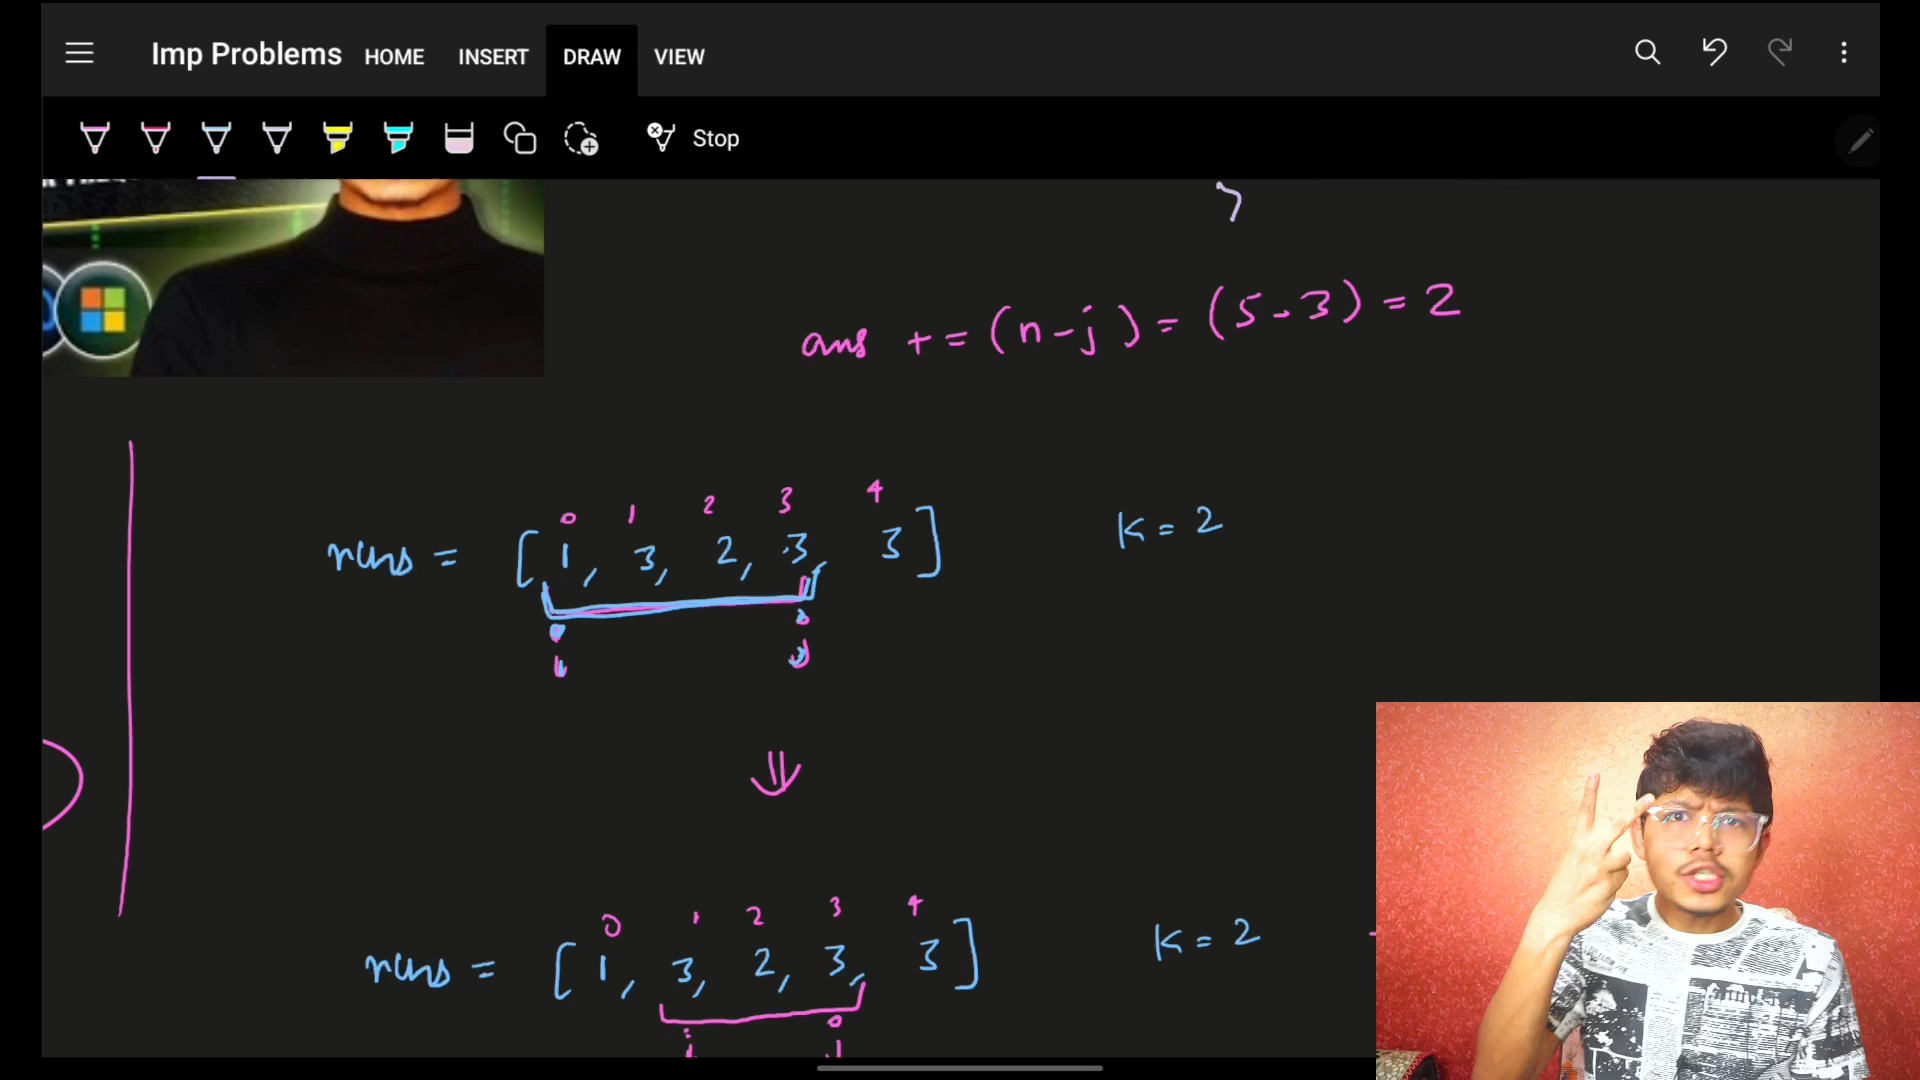 Imp Problems HOME INSERT DRAW VIEW
Stop
ans += (n-j) = (5-3) = 2
0 1 2 3 4
nums = [1, 3, 2, 3, 3] K = 2
i j
0 1 2 3 4
nums = [1, 3, 2, 3, 3] K = 2
i j